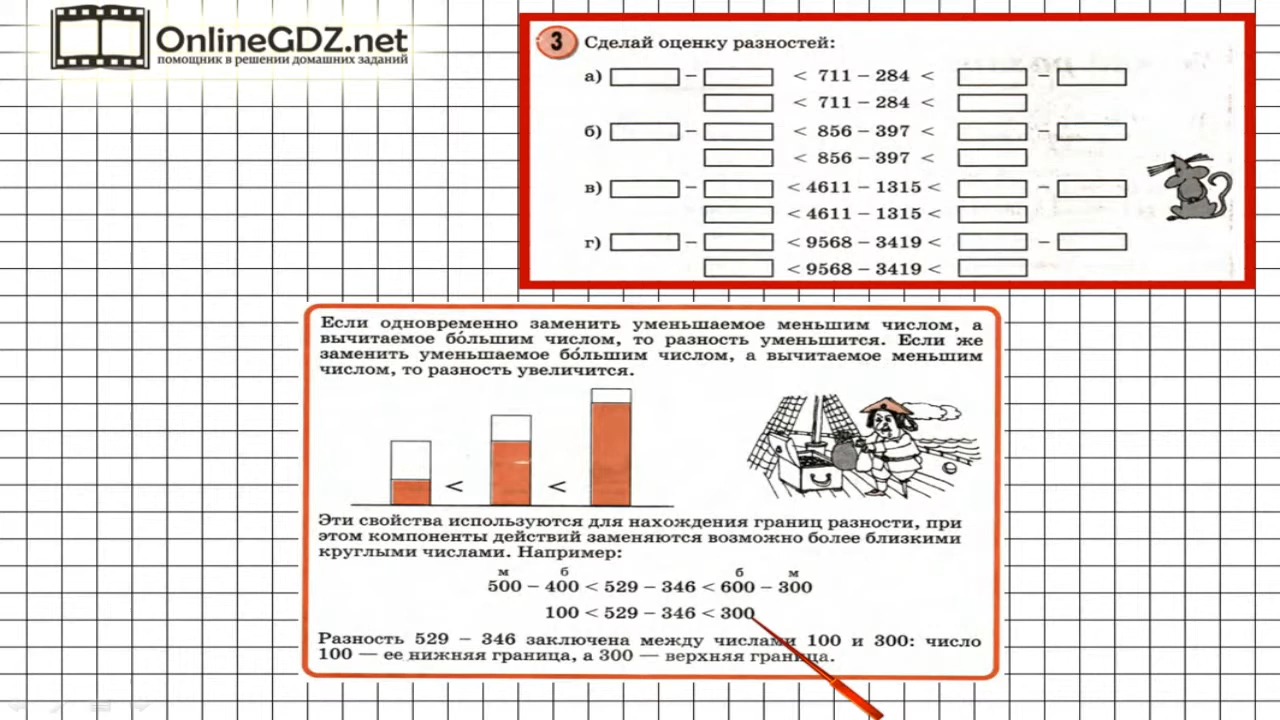 OnlineGDZ.net
помощник в решении домашних заданий
3 Сделай оценку разностей:
а) – < 711 – 284 < –
< 711 – 284 <
б) – < 856 – 397 < –
< 856 – 397 <
в) – < 4611 – 1315 < –
< 4611 – 1315 <
г) – < 9568 – 3419 < –
< 9568 – 3419 <
Если одновременно заменить уменьшаемое меньшим числом, а
вычитаемое бо́льшим числом, то разность уменьшится. Если же
заменить уменьшаемое бо́льшим числом, а вычитаемое меньшим
числом, то разность увеличится.
< <
Эти свойства используются для нахождения границ разности, при
этом компоненты действий заменяются возможно более близкими
круглыми числами. Например:
м б б м
500 – 400 < 529 – 346 < 600 – 300
100 < 529 – 346 < 300
Разность 529 – 346 заключена между числами 100 и 300: число
100 — ее нижняя граница, а 300 — верхняя граница.